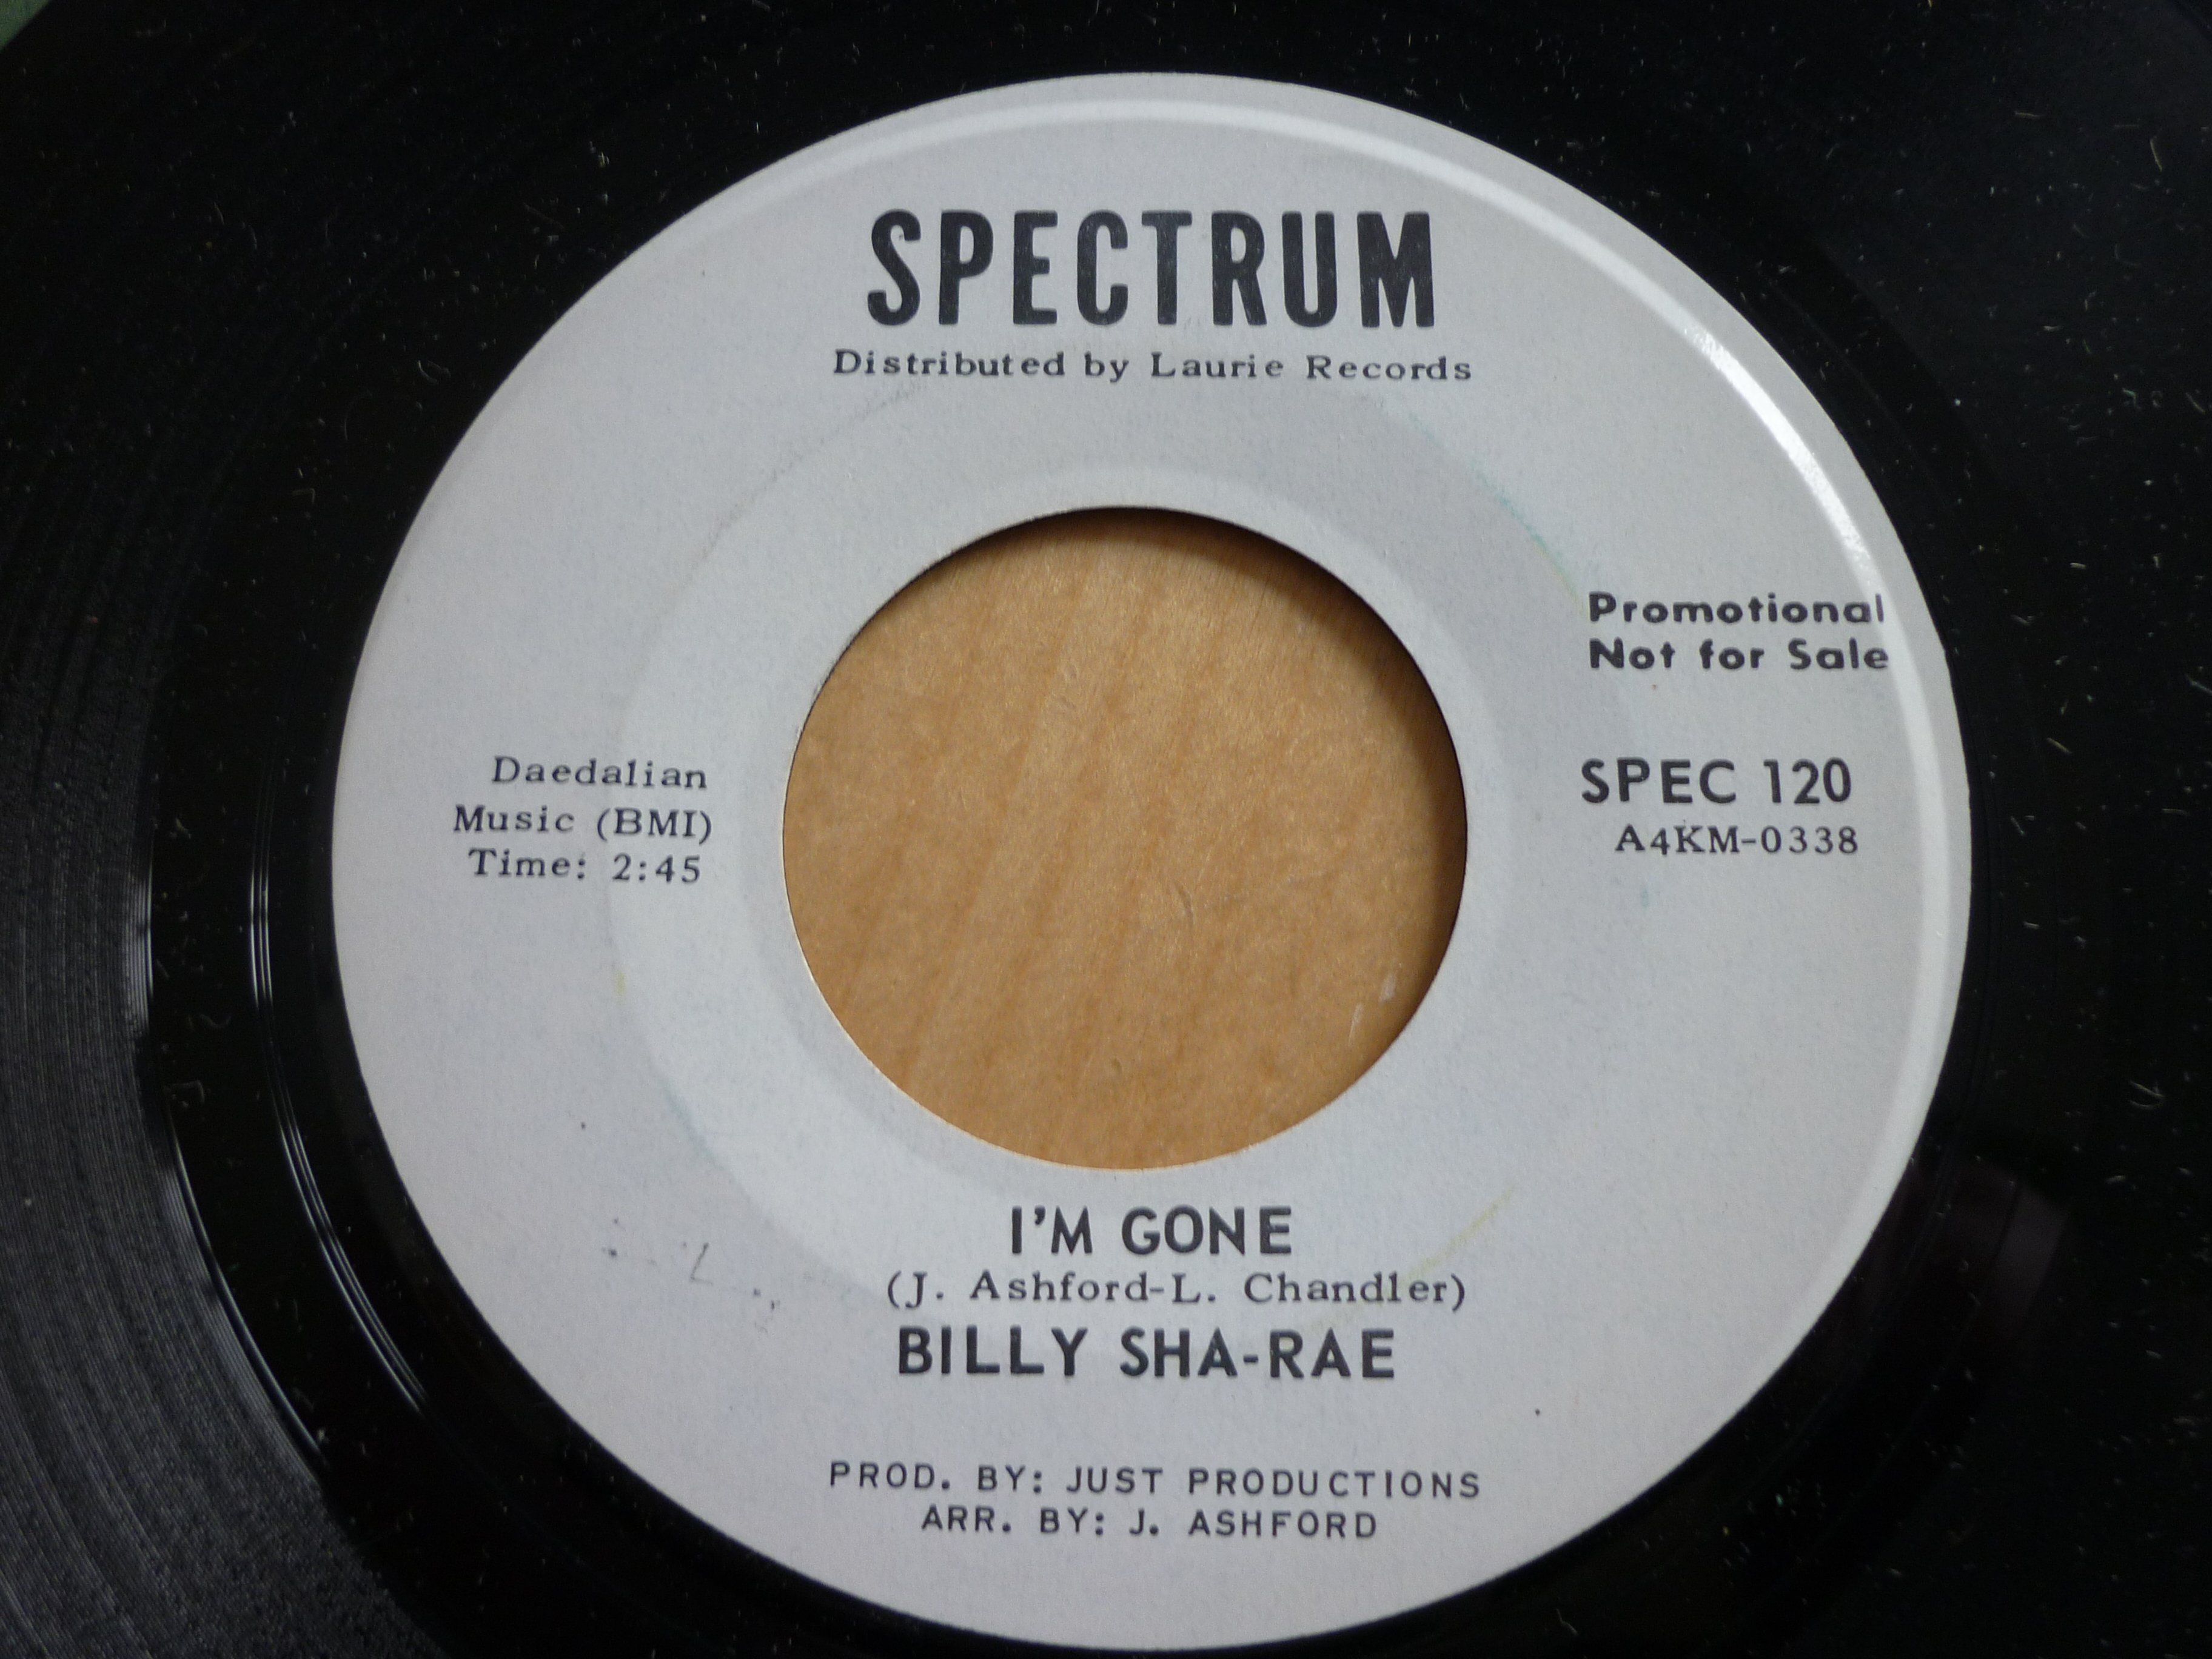 SPECTRUM
Distributed by Laurie Records
Promotional
Not for Sale
Daedalian
Music (BMI)
Time: 2:45
SPEC 120
A4KM-0338
I'M GONE
(J. Ashford-L. Chandler)
BILLY SHA-RAE
PROD. BY: JUST PRODUCTIONS
ARR. BY: J. ASHFORD